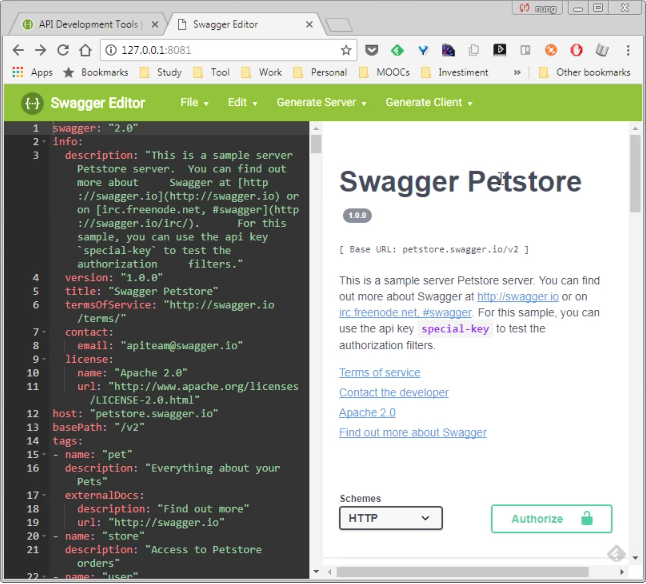 nung
API Development Tools |
Swagger Editor
127.0.0.1:8081
Apps
Bookmarks
Study
Tool
Work
Personal
MOOCs
Investiment
»
Other bookmarks
Swagger Editor
File
Edit
Generate Server
Generate Client
1 swagger: "2.0"
2 info:
3 description: "This is a sample server
Petstore server. You can find out
more about Swagger at [http
://swagger.io](http://swagger.io) or
on [irc.freenode.net, #swagger](http
://swagger.io/irc/). For this
sample, you can use the api key
`special-key` to test the
authorization filters."
4 version: "1.0.0"
5 title: "Swagger Petstore"
6 termsOfService: "http://swagger.io
/terms/"
7 contact:
8 email: "apiteam@swagger.io"
9 license:
10 name: "Apache 2.0"
11 url: "http://www.apache.org/licenses
/LICENSE-2.0.html"
12 host: "petstore.swagger.io"
13 basePath: "/v2"
14 tags:
15 - name: "pet"
16 description: "Everything about your
Pets"
17 externalDocs:
18 description: "Find out more"
19 url: "http://swagger.io"
20 - name: "store"
21 description: "Access to Petstore
orders"
22 - name: "user"
Swagger Petstore
1.0.0
[ Base URL: petstore.swagger.io/v2 ]
This is a sample server Petstore server. You can find
out more about Swagger at http://swagger.io or on
irc.freenode.net, #swagger. For this sample, you can
use the api key special-key to test the
authorization filters.
Terms of service
Contact the developer
Apache 2.0
Find out more about Swagger
Schemes
HTTP
Authorize